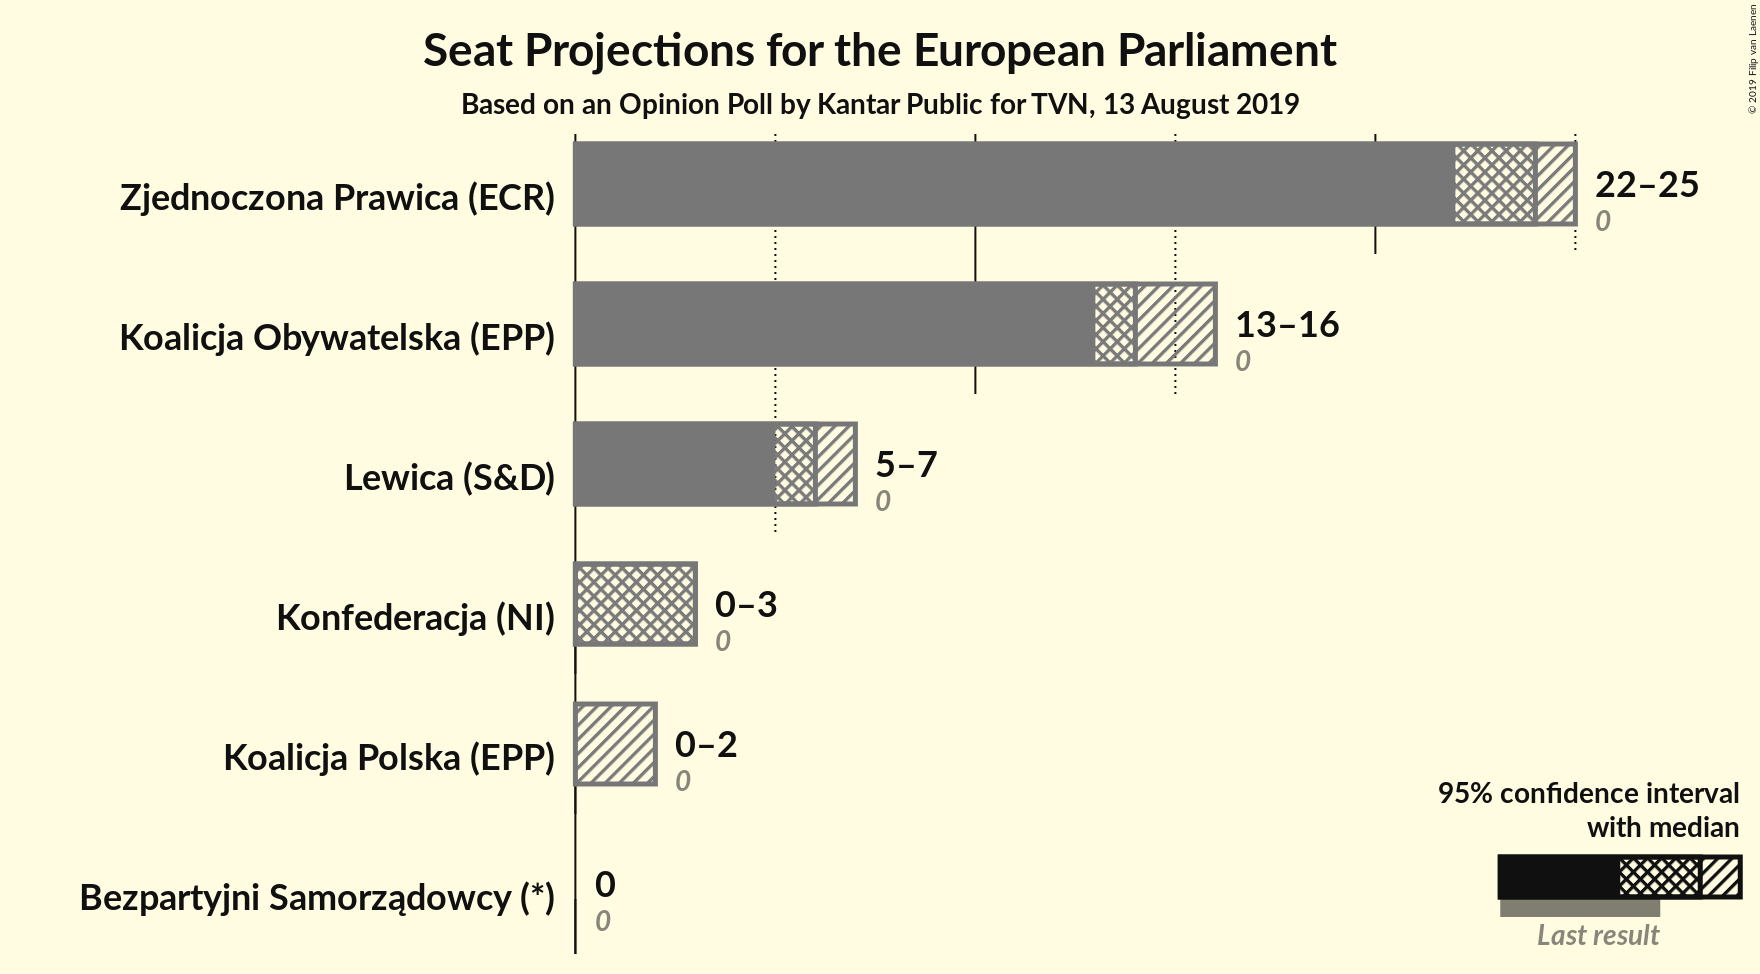 Seat Projections for the European Parliament
Based on an Opinion Poll by Kantar Public for TVN, 13 August 2019
© 2019 Filip van Laenen
Zjednoczona Prawica (ECR)
22–25
0
Koalicja Obywatelska (EPP)
13–16
0
Lewica (S&D)
5–7
0
Konfederacja (NI)
0–3
0
Koalicja Polska (EPP)
0–2
0
Bezpartyjni Samorządowcy (*)
0
0
95% confidence interval
with median
Last result